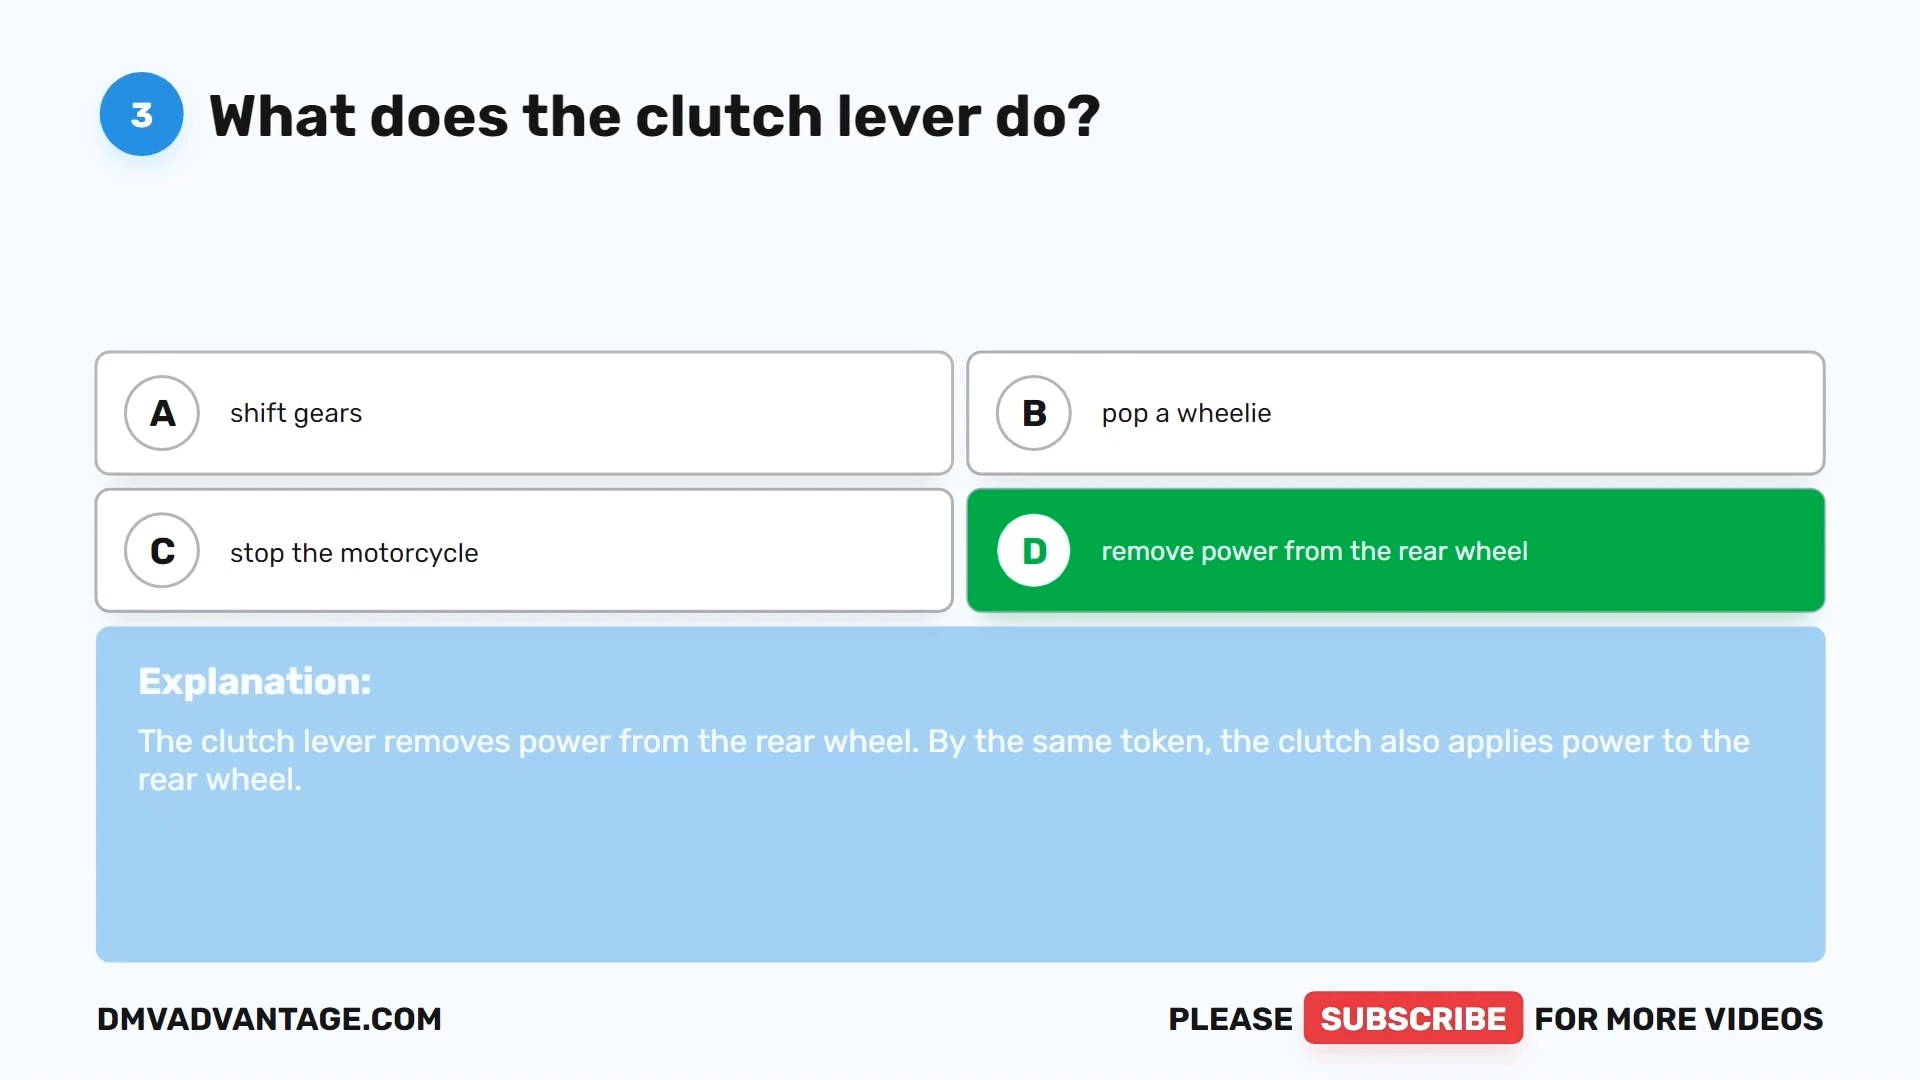 3 What does the clutch lever do?
A shift gears
B pop a wheelie
C stop the motorcycle
D remove power from the rear wheel
Explanation:
The clutch lever removes power from the rear wheel. By the same token, the clutch also applies power to the
rear wheel.
DMVADVANTAGE.COM
PLEASE SUBSCRIBE FOR MORE VIDEOS